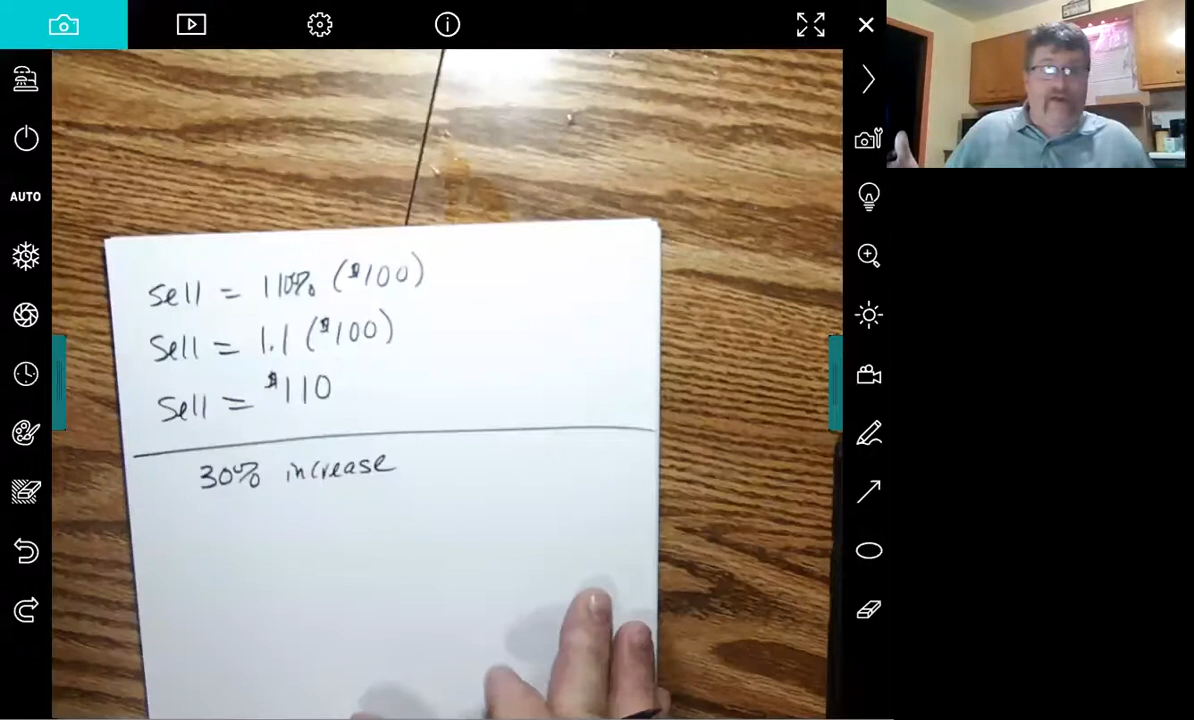 AUTO
sell = 110% ($100)
sell = 1.1 ($100)
sell = $110
30% increase